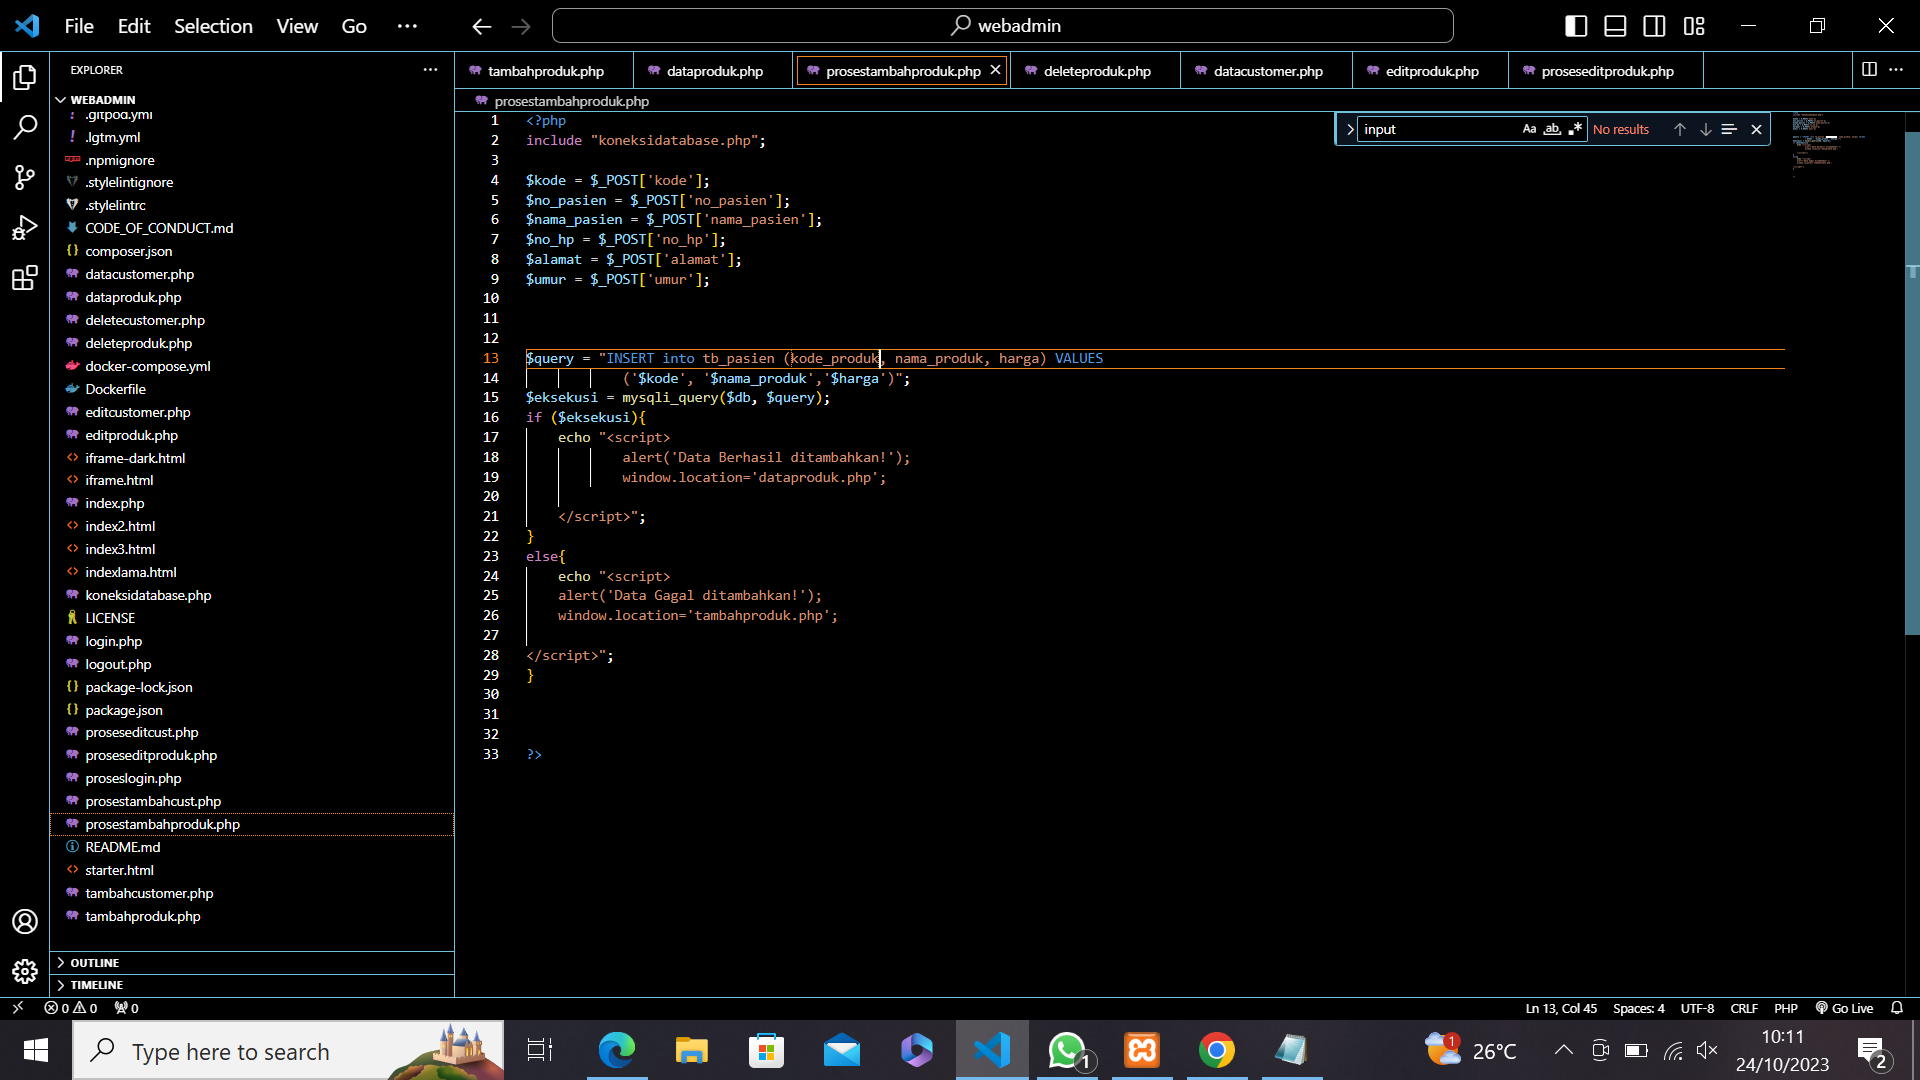 File Edit Selection View Go ···
webadmin
EXPLORER ···
WEBADMIN
.gitpod.yml
.lgtm.yml
.npmignore
.stylelintignore
.stylelintrc
CODE_OF_CONDUCT.md
composer.json
datacustomer.php
dataproduk.php
deletecustomer.php
deleteproduk.php
docker-compose.yml
Dockerfile
editcustomer.php
editproduk.php
iframe-dark.html
iframe.html
index.php
index2.html
index3.html
indexlama.html
koneksidatabase.php
LICENSE
login.php
logout.php
package-lock.json
package.json
proseseditcust.php
proseseditproduk.php
proseslogin.php
prosestambahcust.php
prosestambahproduk.php
README.md
starter.html
tambahcustomer.php
tambahproduk.php
OUTLINE
TIMELINE
tambahproduk.php dataproduk.php prosestambahproduk.php deleteproduk.php datacustomer.php editproduk.php proseseditproduk.php
prosestambahproduk.php
input Aa ab .* No results
1 <?php
2 include "koneksidatabase.php";
3
4 $kode = $_POST['kode'];
5 $no_pasien = $_POST['no_pasien'];
6 $nama_pasien = $_POST['nama_pasien'];
7 $no_hp = $_POST['no_hp'];
8 $alamat = $_POST['alamat'];
9 $umur = $_POST['umur'];
10
11
12
13 $query = "INSERT into tb_pasien (kode_produk, nama_produk, harga) VALUES
14 ('$kode', '$nama_produk','$harga')";
15 $eksekusi = mysqli_query($db, $query);
16 if ($eksekusi){
17 echo "<script>
18 alert('Data Berhasil ditambahkan!');
19 window.location='dataproduk.php';
20
21 </script>";
22 }
23 else{
24 echo "<script>
25 alert('Data Gagal ditambahkan!');
26 window.location='tambahproduk.php';
27
28 </script>";
29 }
30
31
32
33 ?>
0 0 0
Ln 13, Col 45 Spaces: 4 UTF-8 CRLF PHP Go Live
Type here to search
1
1
26°C
10:11
24/10/2023
2